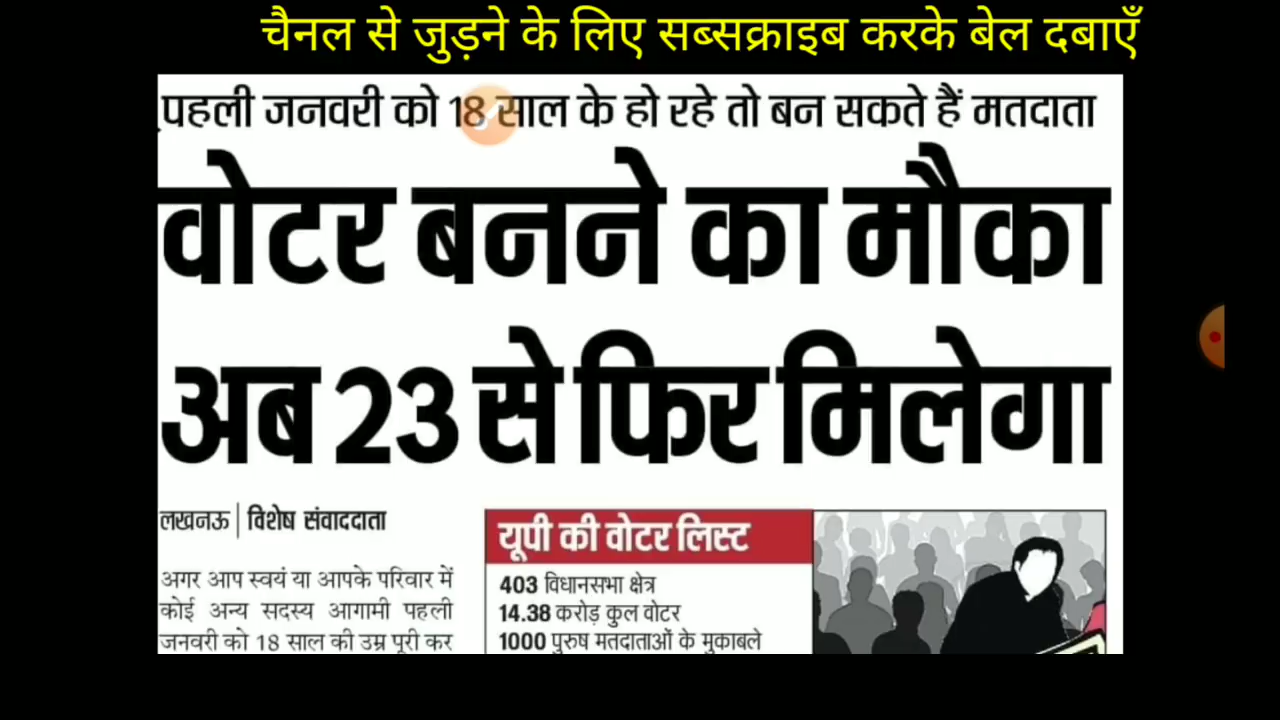 चैनल से जुड़ने के लिए सब्सक्राइब करके बेल दबाएँ
पहली जनवरी को 18 साल के हो रहे तो बन सकते हैं मतदाता
वोटर बनने का मौका
अब 23 से फिर मिलेगा
लखनऊ | विशेष संवाददाता
अगर आप स्वयं या आपके परिवार में
कोई अन्य सदस्य आगामी पहली
जनवरी को 18 साल की उम्र पूरी कर
यूपी की वोटर लिस्ट
403 विधानसभा क्षेत्र
14.38 करोड़ कुल वोटर
1000 पुरुष मतदाताओं के मुकाबले